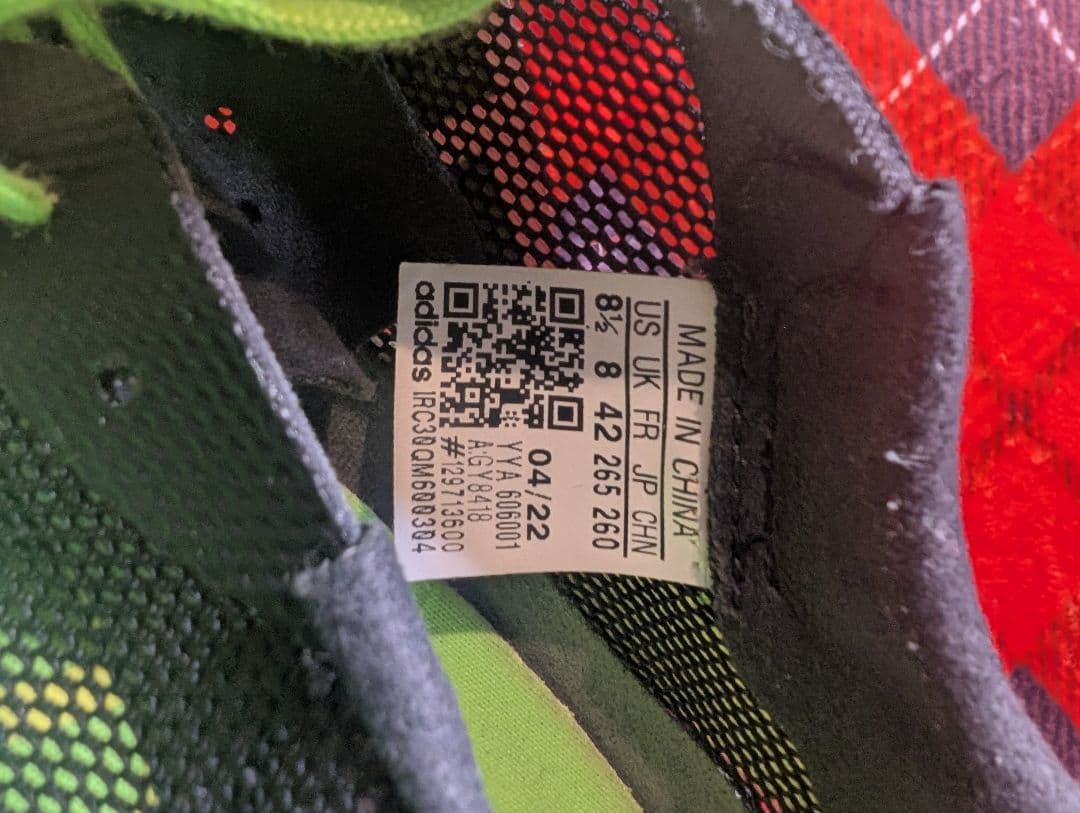 MADE IN CHINA
US UK FR JP CHN
8½ 8 42 265 260
04/22
YYA 606001
A:GY8418
#129713600
adidas 1RC30QM600304